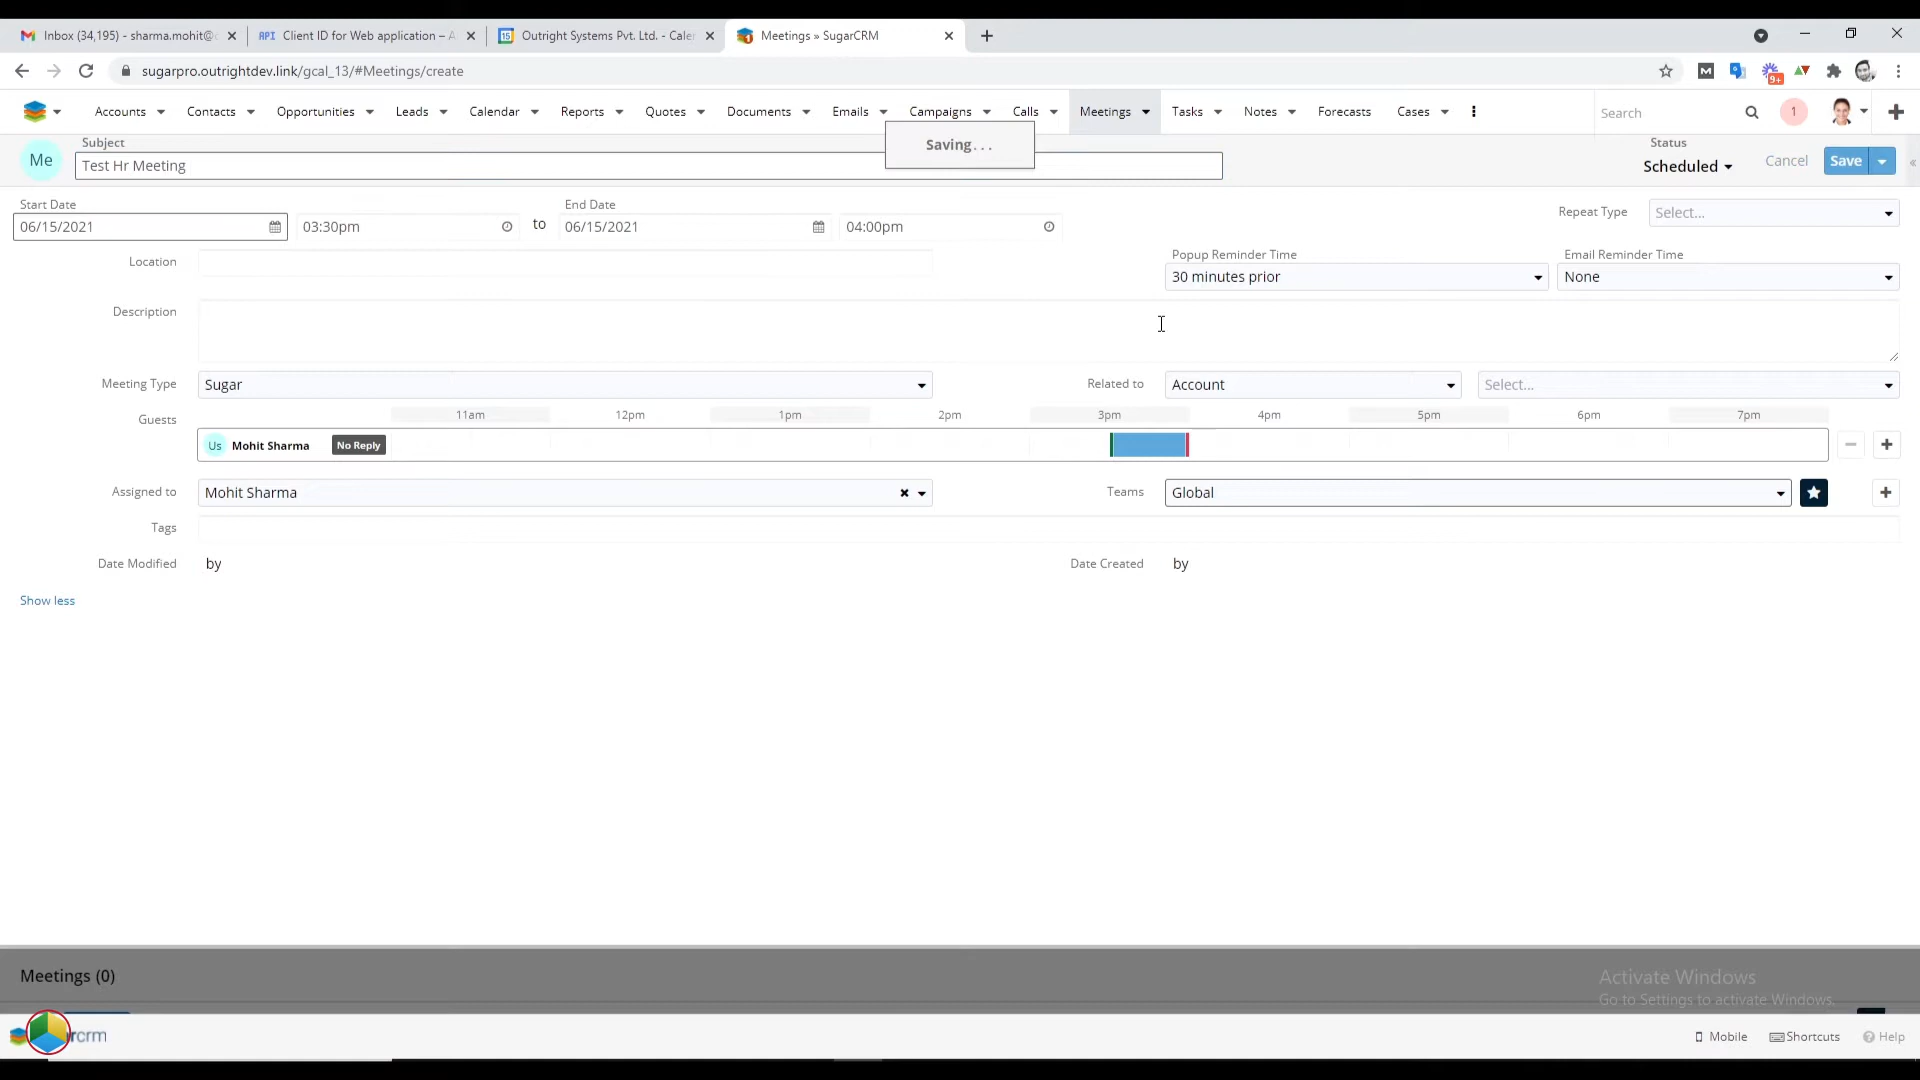 Inbox (34,195) - sharma.mohit@
API Client ID for Web application – A
15 Outright Systems Pvt. Ltd. - Caler
Meetings » SugarCRM
sugarpro.outrightdev.link/gcal_13/#Meetings/create
M 9+
Accounts Contacts Opportunities Leads Calendar Reports Quotes Documents Emails Campaigns Calls Meetings Tasks Notes Forecasts Cases Search 1
Saving...
Subject
Me Test Hr Meeting
Status
Scheduled Cancel Save
Start Date End Date
06/15/2021 03:30pm to 06/15/2021 04:00pm
Repeat Type Select...
Location
Popup Reminder Time Email Reminder Time
30 minutes prior None
Description
Meeting Type Sugar Related to Account Select...
Guests 11am 12pm 1pm 2pm 3pm 4pm 5pm 6pm 7pm
Us Mohit Sharma No Reply
Assigned to Mohit Sharma Teams Global
Tags
Date Modified by Date Created by
Show less
Meetings (0)
Activate Windows
Go to Settings to activate Windows.
crm
Mobile Shortcuts Help